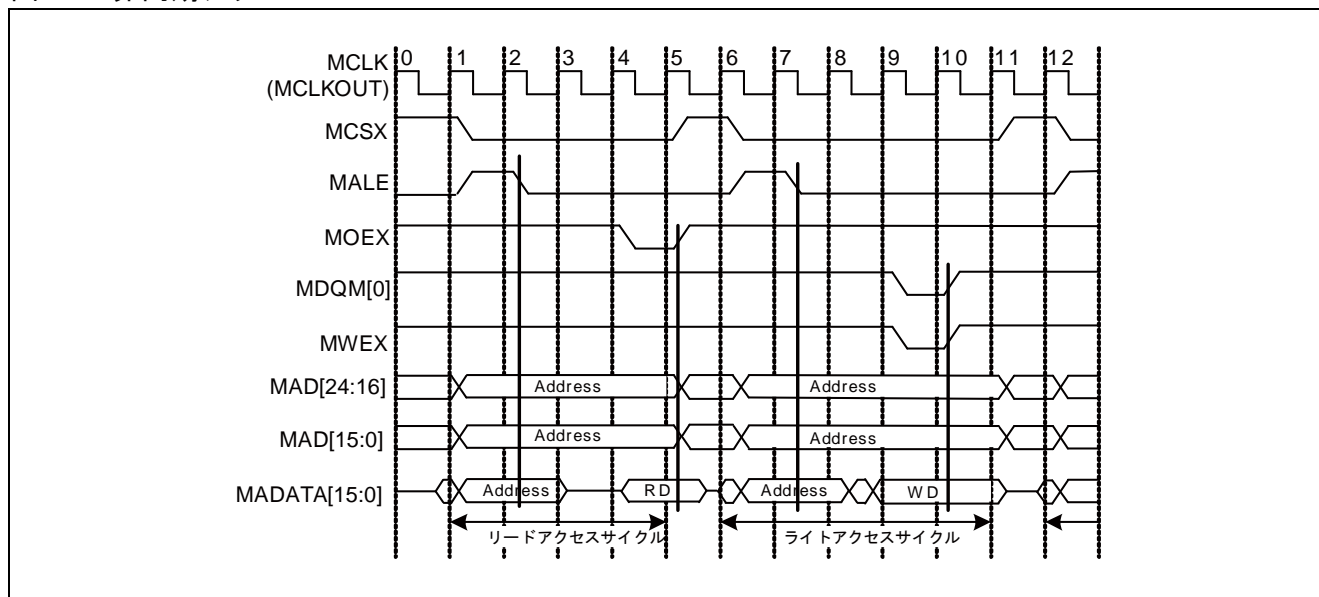 MCLK
(MCLKOUT)
0 1 2 3 4 5 6 7 8 9 10 11 12
MCSX
MALE
MOEX
MDQM[0]
MWEX
MAD[24:16]
Address Address
MAD[15:0]
Address Address
MADATA[15:0]
Address RD Address WD
リードアクセスサイクル ライトアクセスサイクル